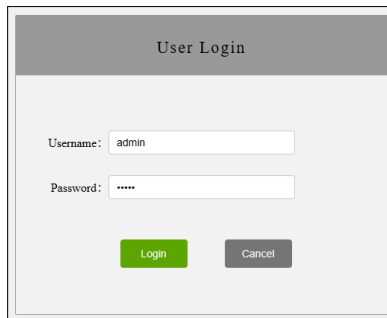 User Login
Username: admin
Password: •••••
Login Cancel